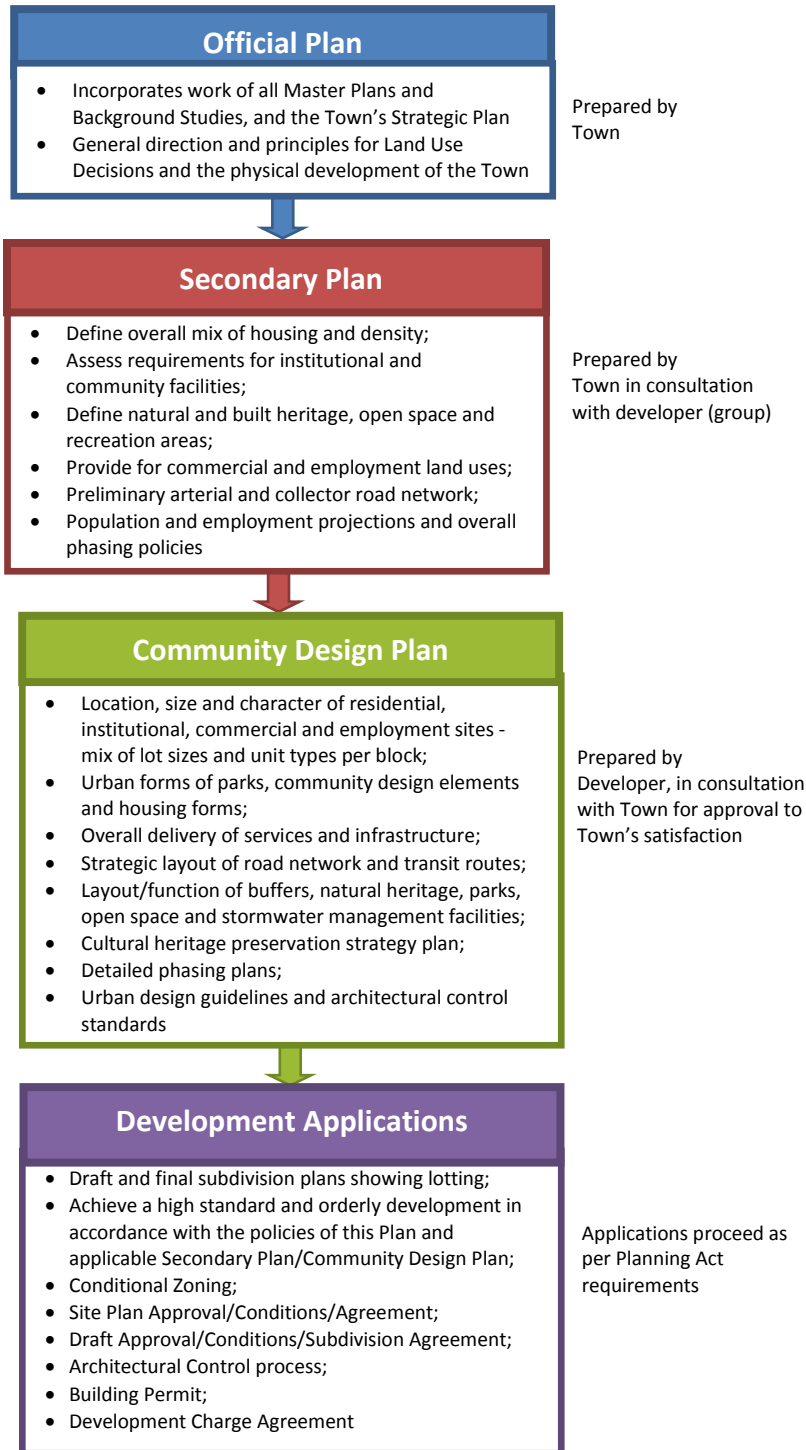 Official Plan
• Incorporates work of all Master Plans and
Background Studies, and the Town's Strategic Plan
• General direction and principles for Land Use
Decisions and the physical development of the Town
Prepared by
Town
Secondary Plan
• Define overall mix of housing and density;
• Assess requirements for institutional and
community facilities;
• Define natural and built heritage, open space and
recreation areas;
• Provide for commercial and employment land uses;
• Preliminary arterial and collector road network;
• Population and employment projections and overall
phasing policies
Prepared by
Town in consultation
with developer (group)
Community Design Plan
• Location, size and character of residential,
institutional, commercial and employment sites -
mix of lot sizes and unit types per block;
• Urban forms of parks, community design elements
and housing forms;
• Overall delivery of services and infrastructure;
• Strategic layout of road network and transit routes;
• Layout/function of buffers, natural heritage, parks,
open space and stormwater management facilities;
• Cultural heritage preservation strategy plan;
• Detailed phasing plans;
• Urban design guidelines and architectural control
standards
Prepared by
Developer, in consultation
with Town for approval to
Town's satisfaction
Development Applications
• Draft and final subdivision plans showing lotting;
• Achieve a high standard and orderly development in
accordance with the policies of this Plan and
applicable Secondary Plan/Community Design Plan;
• Conditional Zoning;
• Site Plan Approval/Conditions/Agreement;
• Draft Approval/Conditions/Subdivision Agreement;
• Architectural Control process;
• Building Permit;
• Development Charge Agreement
Applications proceed as
per Planning Act
requirements